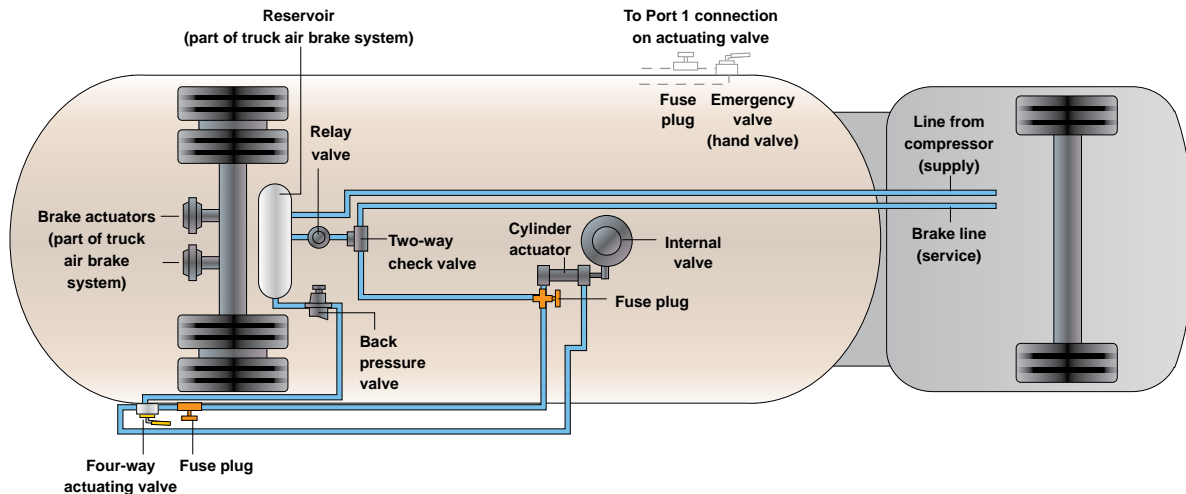 Reservoir
(part of truck air brake system)
To Port 1 connection
on actuating valve
Fuse
plug
Emergency
valve
(hand valve)
Relay
valve
Line from
compressor
(supply)
Brake actuators
(part of truck
air brake
system)
Two-way
check valve
Cylinder
actuator
Internal
valve
Brake line
(service)
Fuse plug
Back
pressure
valve
Four-way
actuating valve
Fuse plug